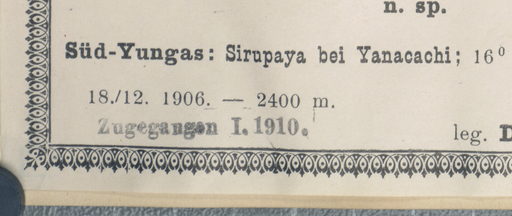 n. sp.
Süd-Yungas: Sirupaya bei Yanacachi; 16⁰
18./12. 1906. — 2400 m.
Zugegangen I. 1910.
leg. D